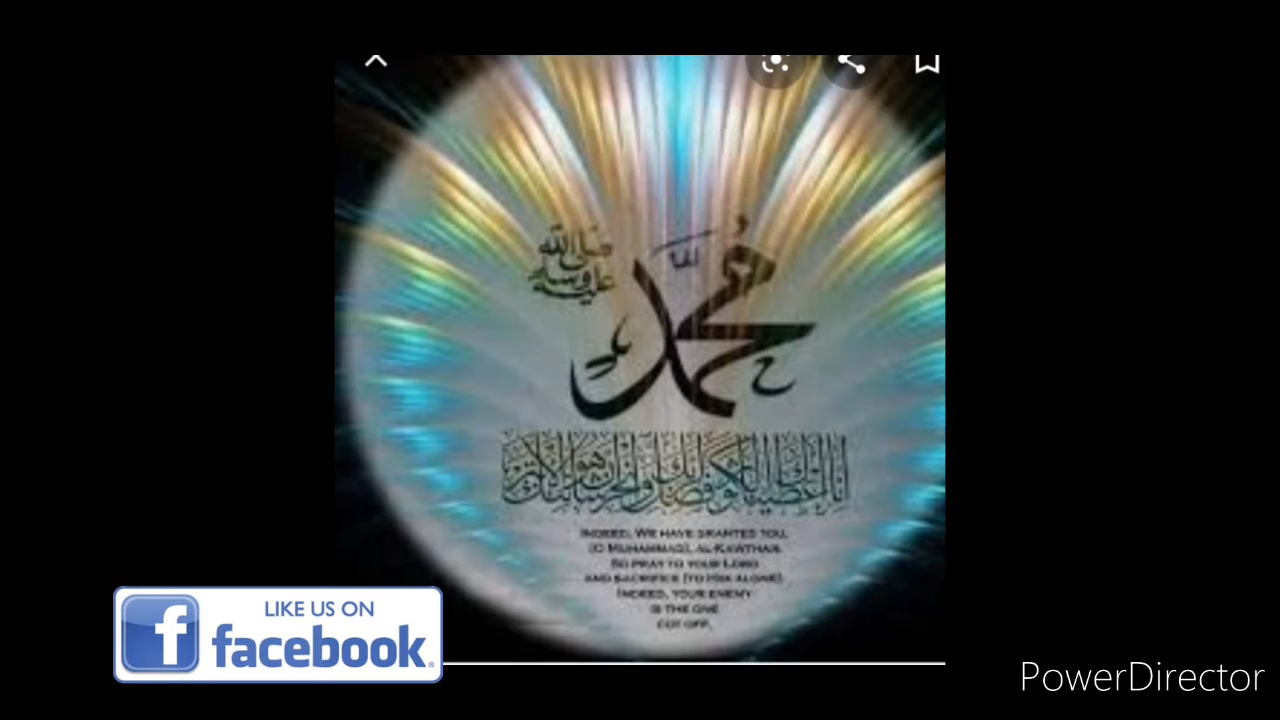 صلى الله
عليه وسلم
محمد
إنا أعطيناك الكوثر فصل لربك وانحر إن شانئك هو الأبتر
INDEED, WE HAVE GRANTED YOU,
[O MUHAMMAD], AL-KAWTHAR.
SO PRAY TO YOUR LORD
AND SACRIFICE [TO HIM ALONE].
INDEED, YOUR ENEMY
IS THE ONE
CUT OFF.
LIKE US ON
facebook
PowerDirector